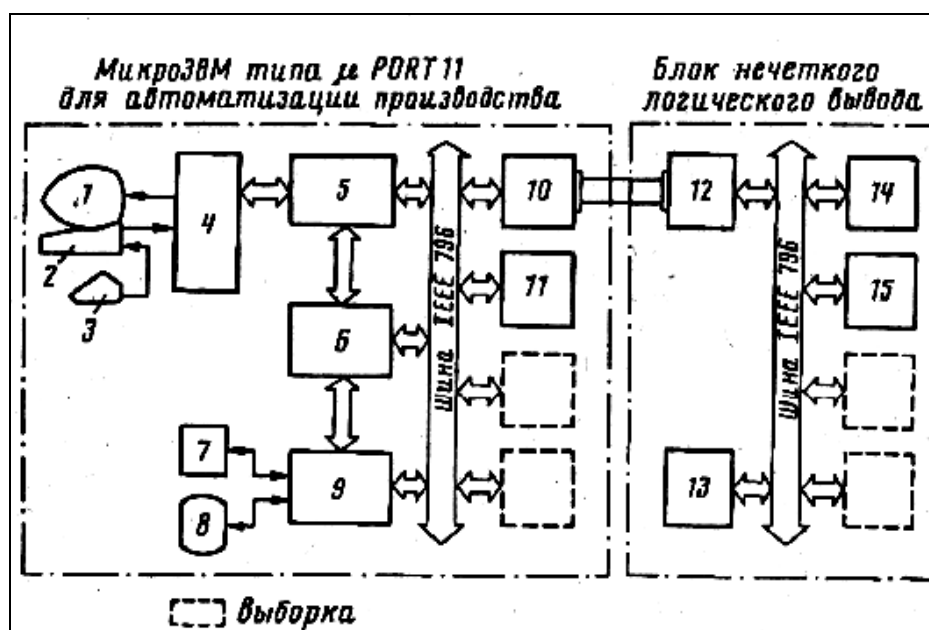 МикроЭВМ типа μ PORT 11
для автоматизации производства
Блок нечеткого
логического вывода
1
2
3
4
5
6
7
8
9
10
11
Шина IEEE 796
12
13
14
15
Шина IEEE 796
выборка